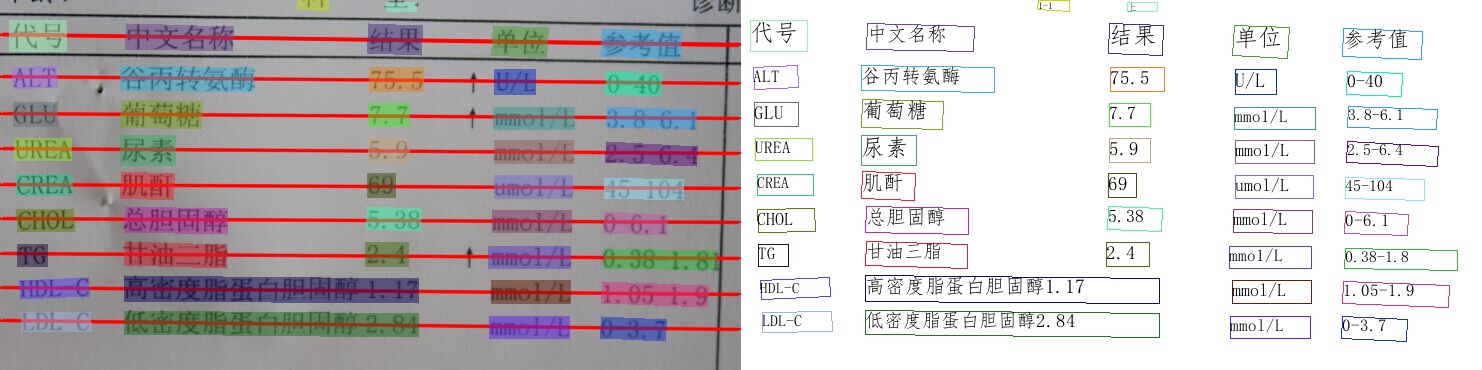 诊断
代号 中文名称 结果 单位 参考值
ALT 谷丙转氨酶 75.5 ↑ U/L 0-40
GLU 葡萄糖 7.7 ↑ mmol/L 3.8-6.1
UREA 尿素 5.9 mmol/L 2.5-6.4
CREA 肌酐 69 umol/L 45-104
CHOL 总胆固醇 5.38 mmol/L 0-6.1
TG 甘油三脂 2.4 ↑ mmol/L 0.38-1.81
HDL-C 高密度脂蛋白胆固醇 1.17 mmol/L 1.05-1.9
LDL-C 低密度脂蛋白胆固醇 2.84 mmol/L 0-3.7
1-1 上
代号 中文名称 结果 单位 参考值
ALT 谷丙转氨酶 75.5 U/L 0-40
GLU 葡萄糖 7.7 mmol/L 3.8-6.1
UREA 尿素 5.9 mmol/L 2.5-6.4
CREA 肌酐 69 umol/L 45-104
CHOL 总胆固醇 5.38 mmol/L 0-6.1
TG 甘油三脂 2.4 mmol/L 0.38-1.8
HDL-C 高密度脂蛋白胆固醇1.17 mmol/L 1.05-1.9
LDL-C 低密度脂蛋白胆固醇2.84 mmol/L 0-3.7